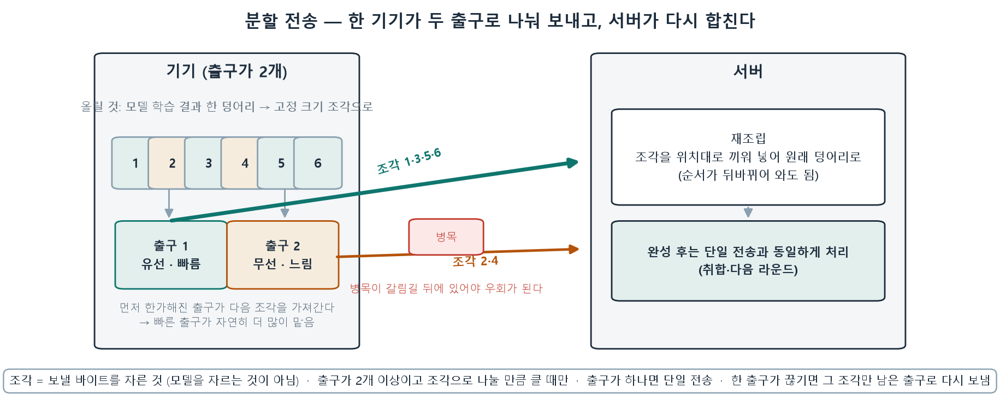 분할 전송 — 한 기기가 두 출구로 나눠 보내고, 서버가 다시 합친다
기기 (출구가 2개)
올릴 것: 모델 학습 결과 한 덩어리 → 고정 크기 조각으로
1 2 3 4 5 6
출구 1
유선 · 빠름
출구 2
무선 · 느림
먼저 한가해진 출구가 다음 조각을 가져간다
→ 빠른 출구가 자연히 더 많이 맡음
조각 1·3·5·6
병목
조각 2·4
병목이 갈림길 뒤에 있어야 우회가 된다
서버
재조립
조각을 위치대로 끼워 넣어 원래 덩어리로
(순서가 뒤바뀌어 와도 됨)
완성 후는 단일 전송과 동일하게 처리
(취합·다음 라운드)
조각 = 보낼 바이트를 자른 것 (모델을 자르는 것이 아님) · 출구가 2개 이상이고 조각으로 나눌 만큼 클 때만 · 출구가 하나면 단일 전송 · 한 출구가 끊기면 그 조각만 남은 출구로 다시 보냄